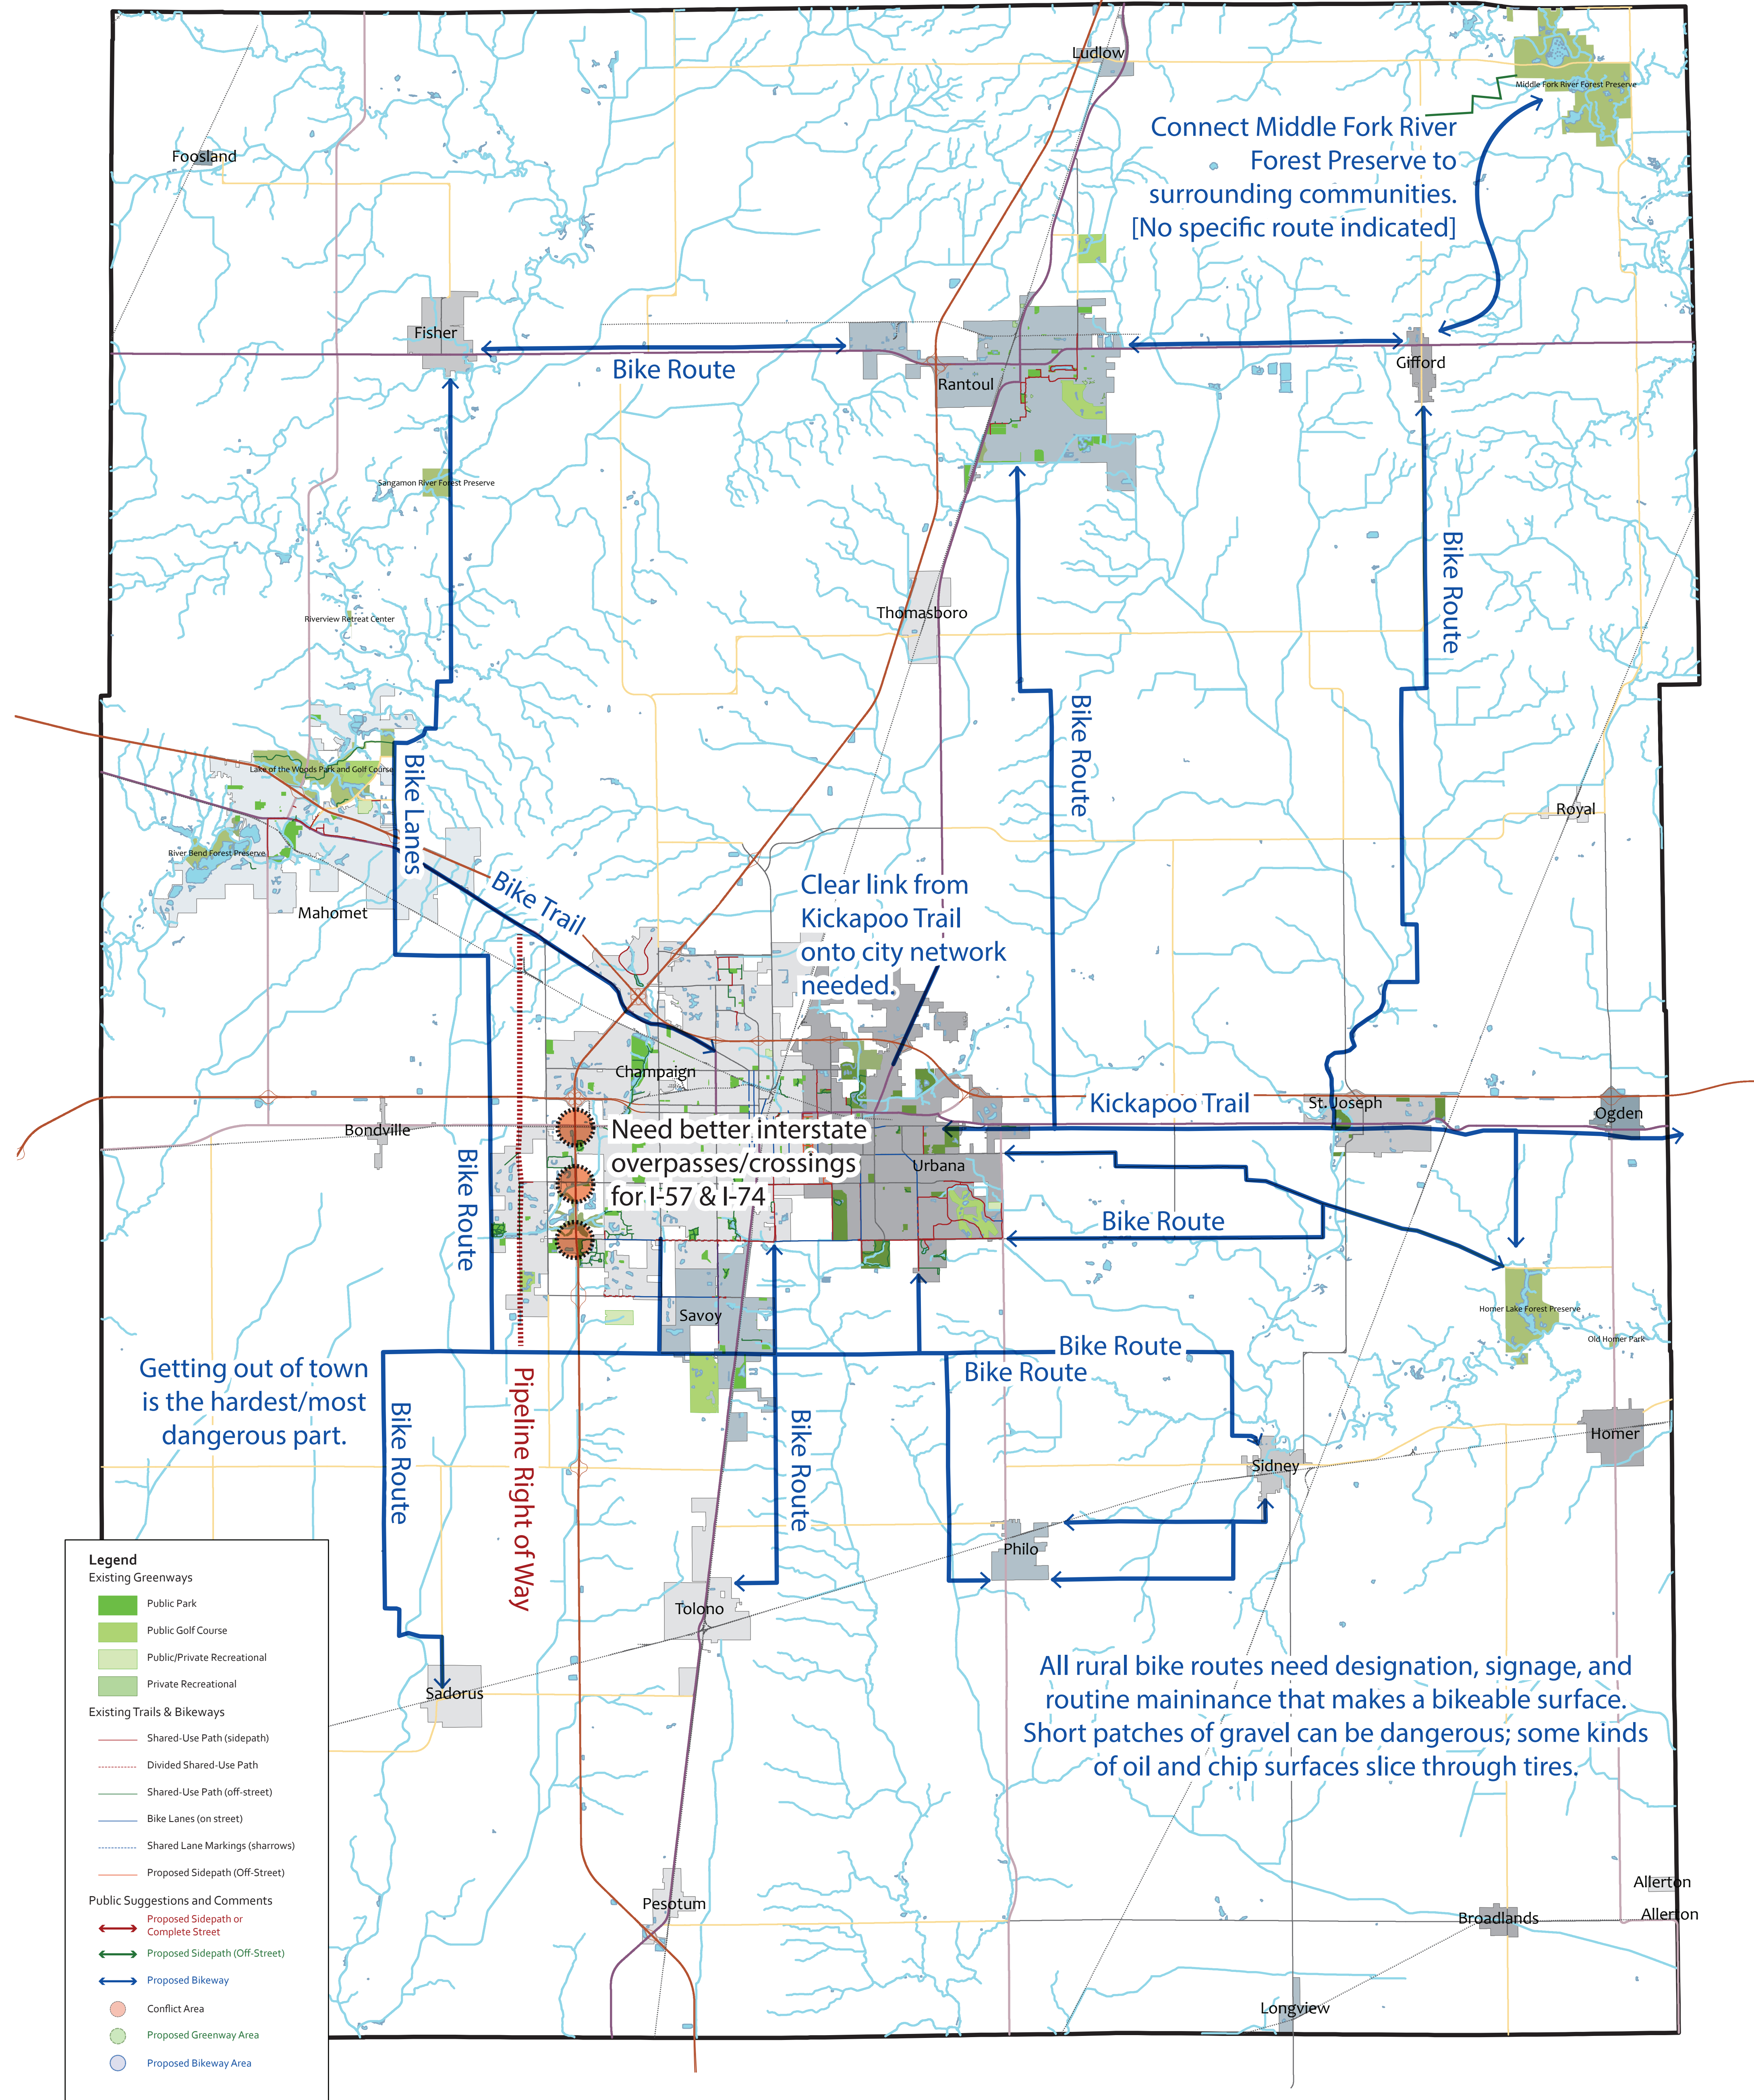 Ludlow
Middle Fork River Forest Preserve
Connect Middle Fork River
Forest Preserve to
surrounding communities.
[No specific route indicated]
Foosland
Fisher
Bike Route
Rantoul
Gifford
Sangamon River Forest Preserve
Bike Route
Thomasboro
Riverview Retreat Center
Bike Route
Lake of the Woods Park and Golf Course
Bike Lanes
Royal
River Bend Forest Preserve
Mahomet
Bike Trail
Clear link from
Kickapoo Trail
onto city network
needed.
Champaign
Kickapoo Trail
St. Joseph
Ogden
Bondville
Need better interstate
overpasses/crossings
for I-57 & I-74
Urbana
Bike Route
Bike Route
Savoy
Homer Lake Forest Preserve
Old Homer Park
Bike Route
Bike Route
Getting out of town
is the hardest/most
dangerous part.
Pipeline Right of Way
Bike Route
Bike Route
Homer
Sidney
Philo
Tolono
Sadorus
All rural bike routes need designation, signage, and
routine maininance that makes a bikeable surface.
Short patches of gravel can be dangerous; some kinds
of oil and chip surfaces slice through tires.
Pesotum
Allerton
Broadlands
Allerton
Longview
Legend
Existing Greenways
Public Park
Public Golf Course
Public/Private Recreational
Private Recreational
Existing Trails & Bikeways
Shared-Use Path (sidepath)
Divided Shared-Use Path
Shared-Use Path (off-street)
Bike Lanes (on street)
Shared Lane Markings (sharrows)
Proposed Sidepath (Off-Street)
Public Suggestions and Comments
Proposed Sidepath or
Complete Street
Proposed Sidepath (Off-Street)
Proposed Bikeway
Conflict Area
Proposed Greenway Area
Proposed Bikeway Area